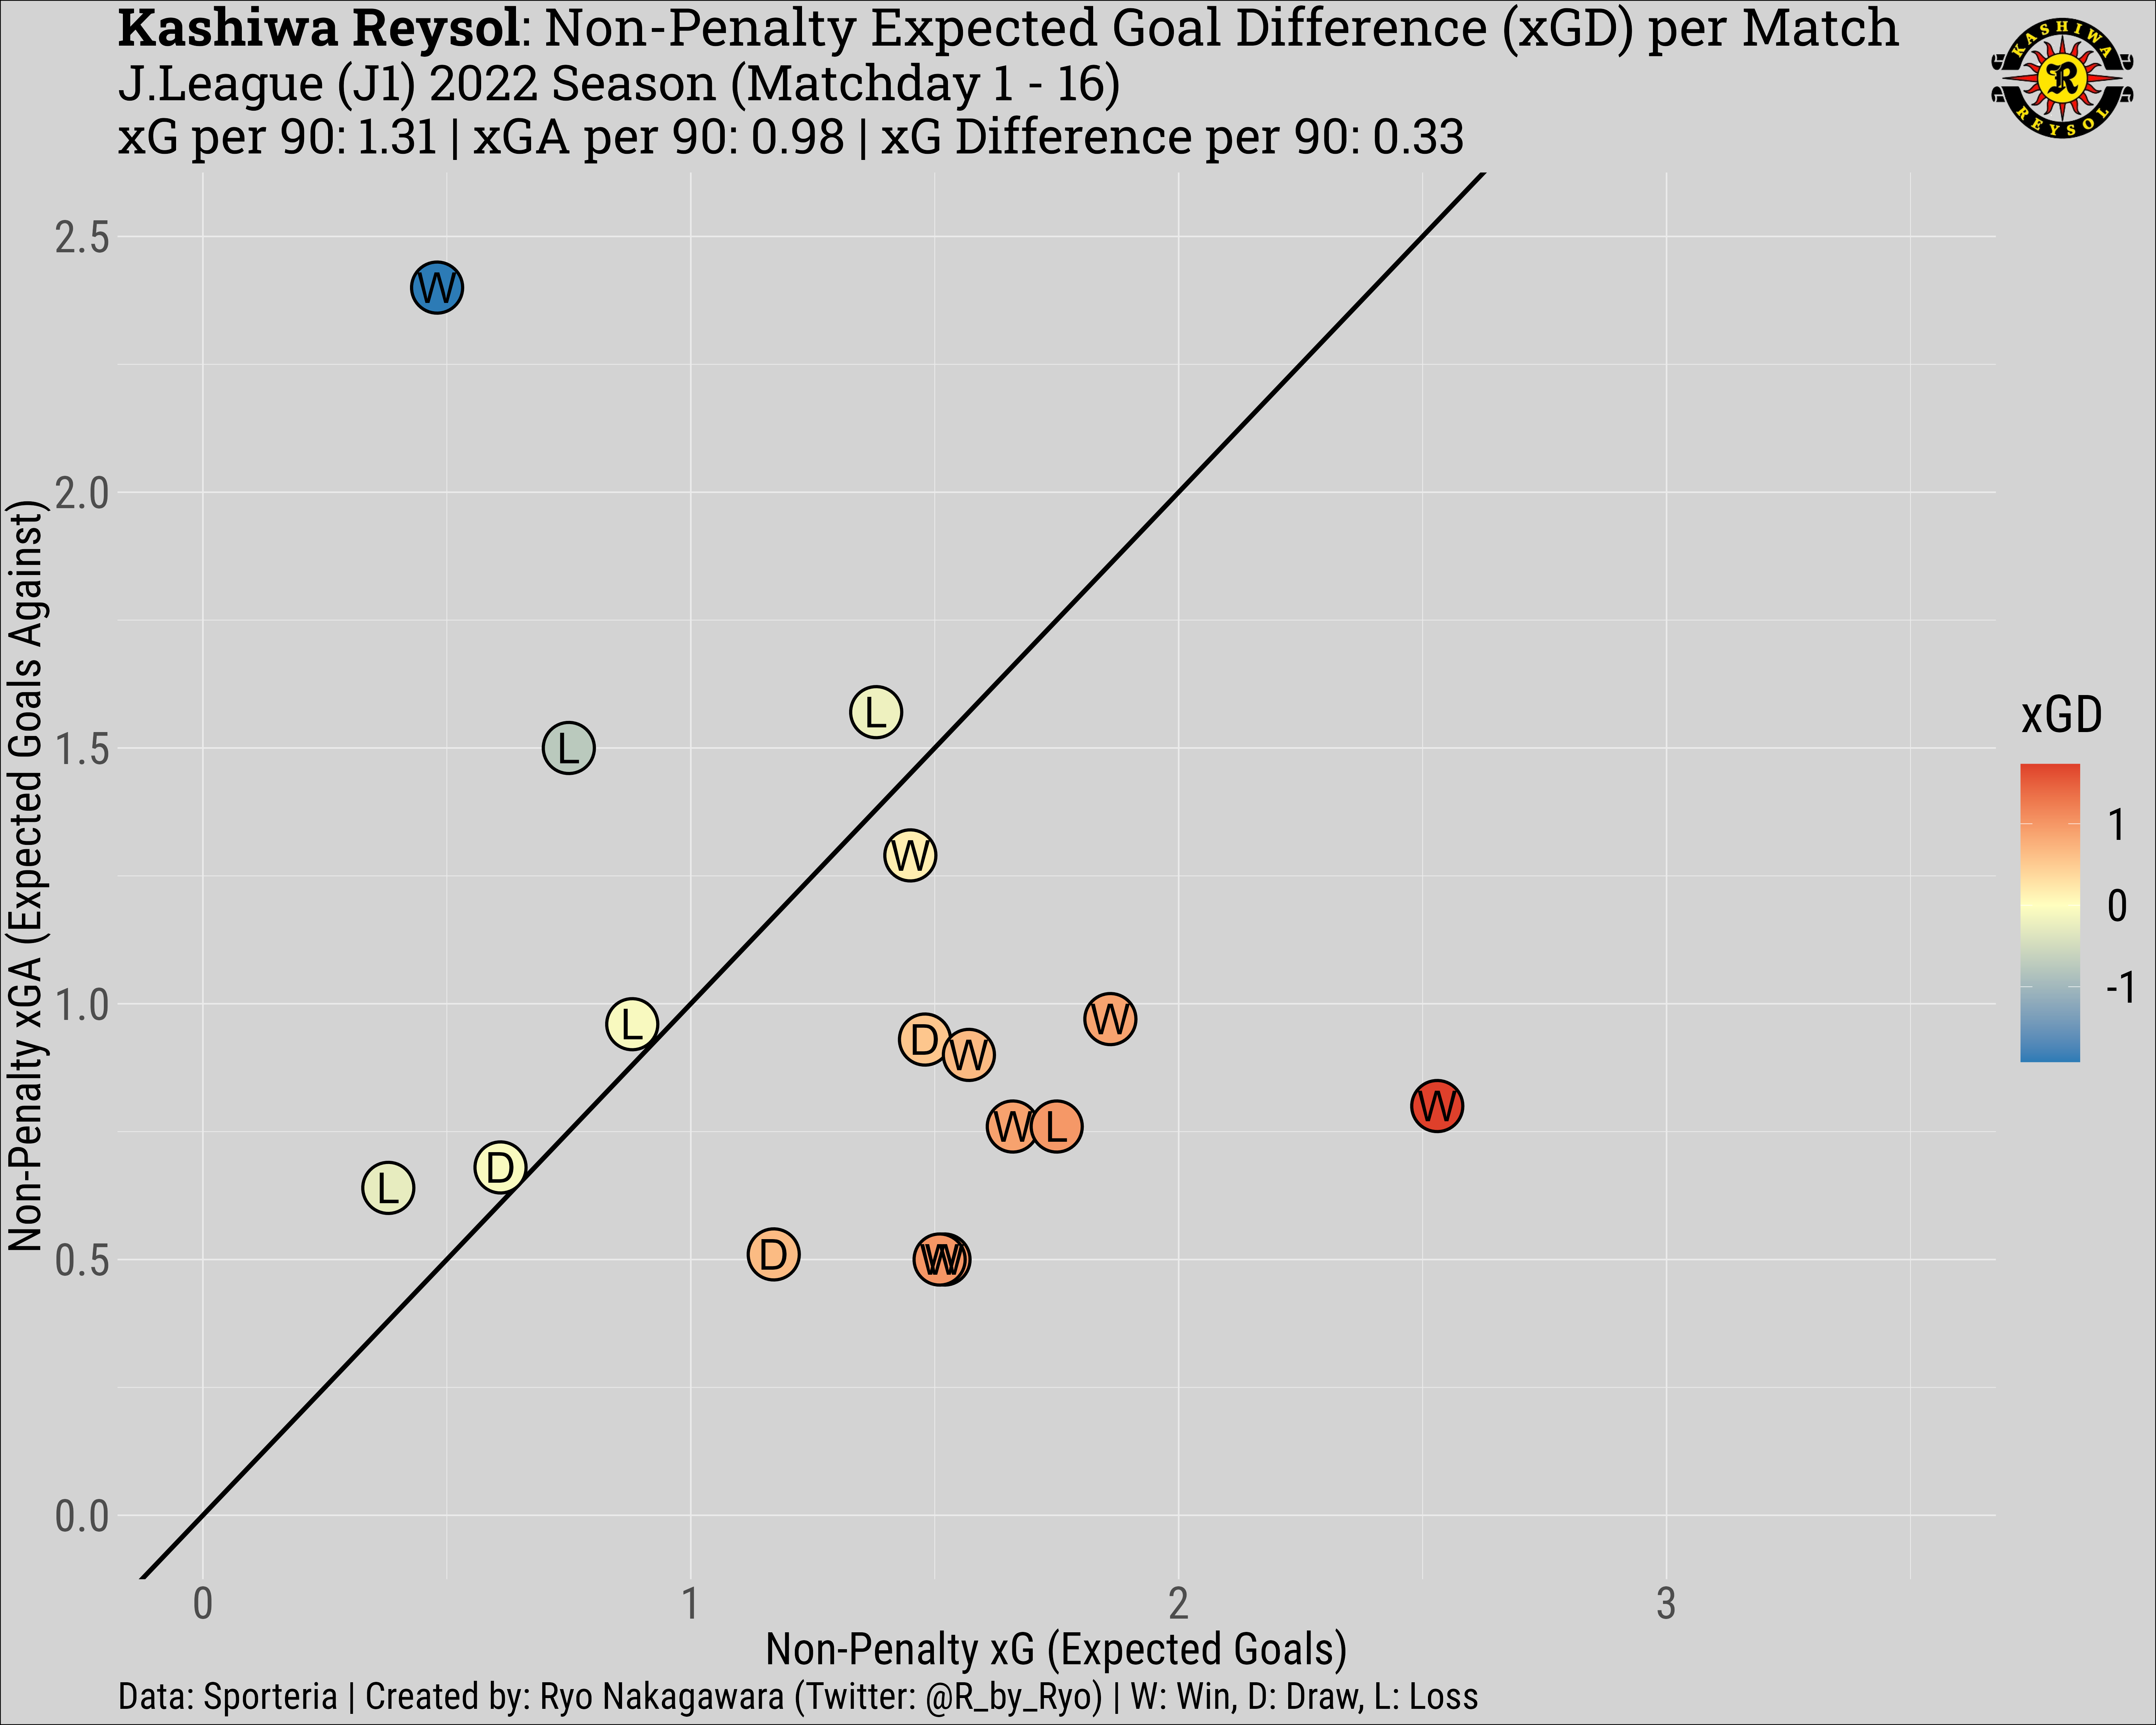 Kashiwa Reysol: Non-Penalty Expected Goal Difference (xGD) per Match
J.League (J1) 2022 Season (Matchday 1 - 16)
xG per 90: 1.31 | xGA per 90: 0.98 | xG Difference per 90: 0.33
KASHIWA
R
REYSOL
Non-Penalty xGA (Expected Goals Against)
2.5
2.0
1.5
1.0
0.5
0.0
W
L
L
W
L
D
W
W
W
L
W
D
L
D
W
W
xGD
1
0
-1
0
1
2
3
Non-Penalty xG (Expected Goals)
Data: Sporteria | Created by: Ryo Nakagawara (Twitter: @R_by_Ryo) | W: Win, D: Draw, L: Loss